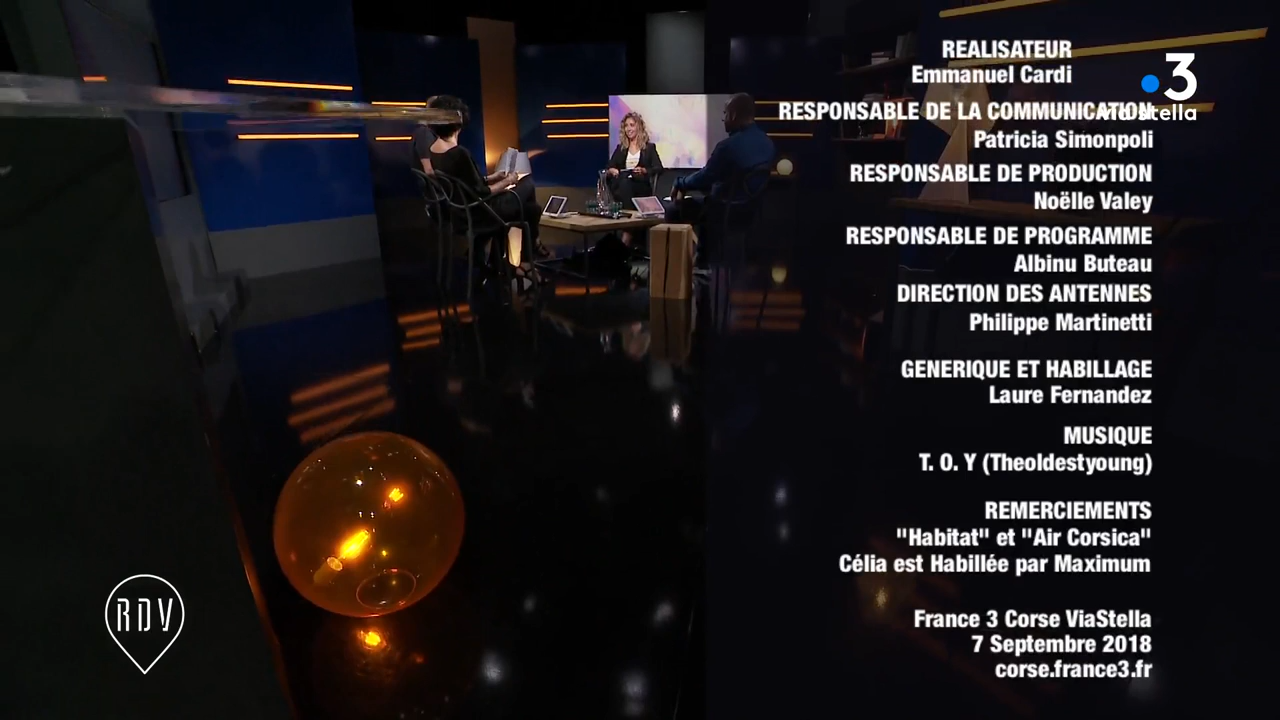 REALISATEUR
Emmanuel Cardi
3
via stella
RESPONSABLE DE LA COMMUNICATION
Patricia Simonpoli
RESPONSABLE DE PRODUCTION
Noëlle Valey
RESPONSABLE DE PROGRAMME
Albinu Buteau
DIRECTION DES ANTENNES
Philippe Martinetti
GENERIQUE ET HABILLAGE
Laure Fernandez
MUSIQUE
T. O. Y (Theoldestyoung)
REMERCIEMENTS
"Habitat" et "Air Corsica"
Célia est Habillée par Maximum
France 3 Corse ViaStella
7 Septembre 2018
corse.france3.fr
RDV